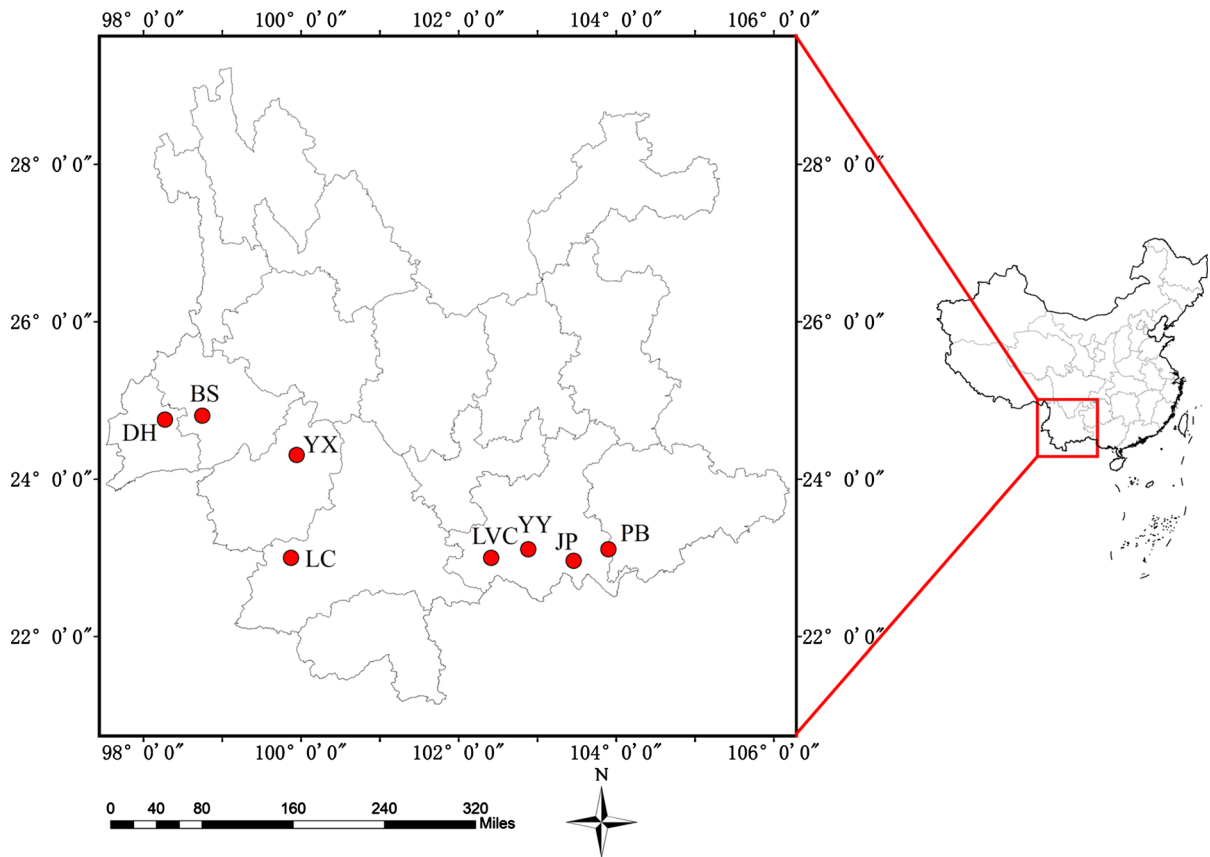 98° 0′0″ 100° 0′0″ 102° 0′0″ 104° 0′0″ 106° 0′0″
28° 0′0″ 28° 0′0″
26° 0′0″ 26° 0′0″
BS
DH
YX
24° 0′0″ 24° 0′0″
LVC YY JP PB
LC
22° 0′0″ 22° 0′0″
98° 0′0″ 100° 0′0″ 102° 0′0″ 104° 0′0″ 106° 0′0″
N
0 40 80 160 240 320
Miles